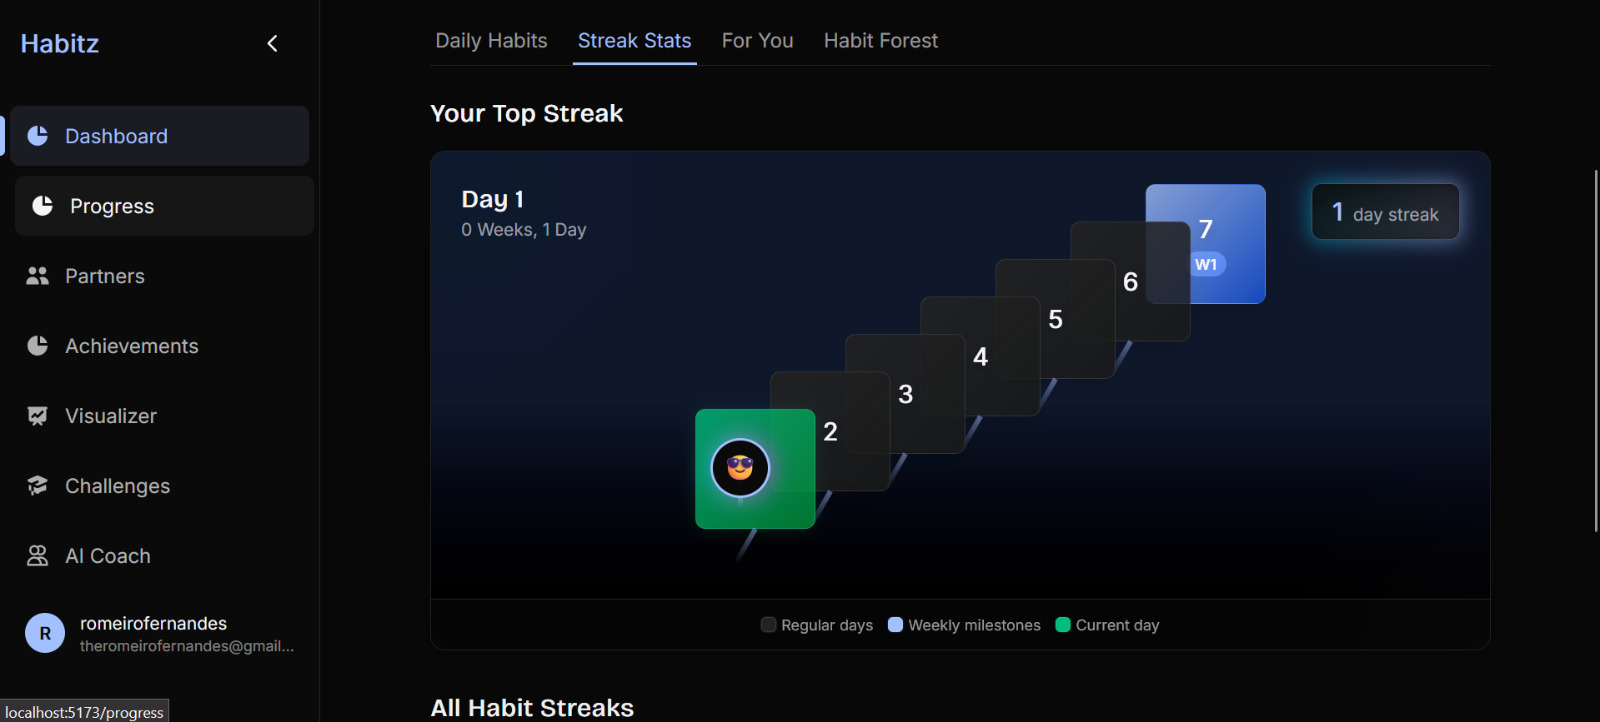 Habitz
Dashboard
Progress
Partners
Achievements
Visualizer
Challenges
AI Coach
R
romeirofernandes
theromeirofernandes@gmail...
localhost:5173/progress
Daily Habits Streak Stats For You Habit Forest
Your Top Streak
Day 1
0 Weeks, 1 Day
1 day streak
7
W1
6
5
4
3
2
Regular days Weekly milestones Current day
All Habit Streaks